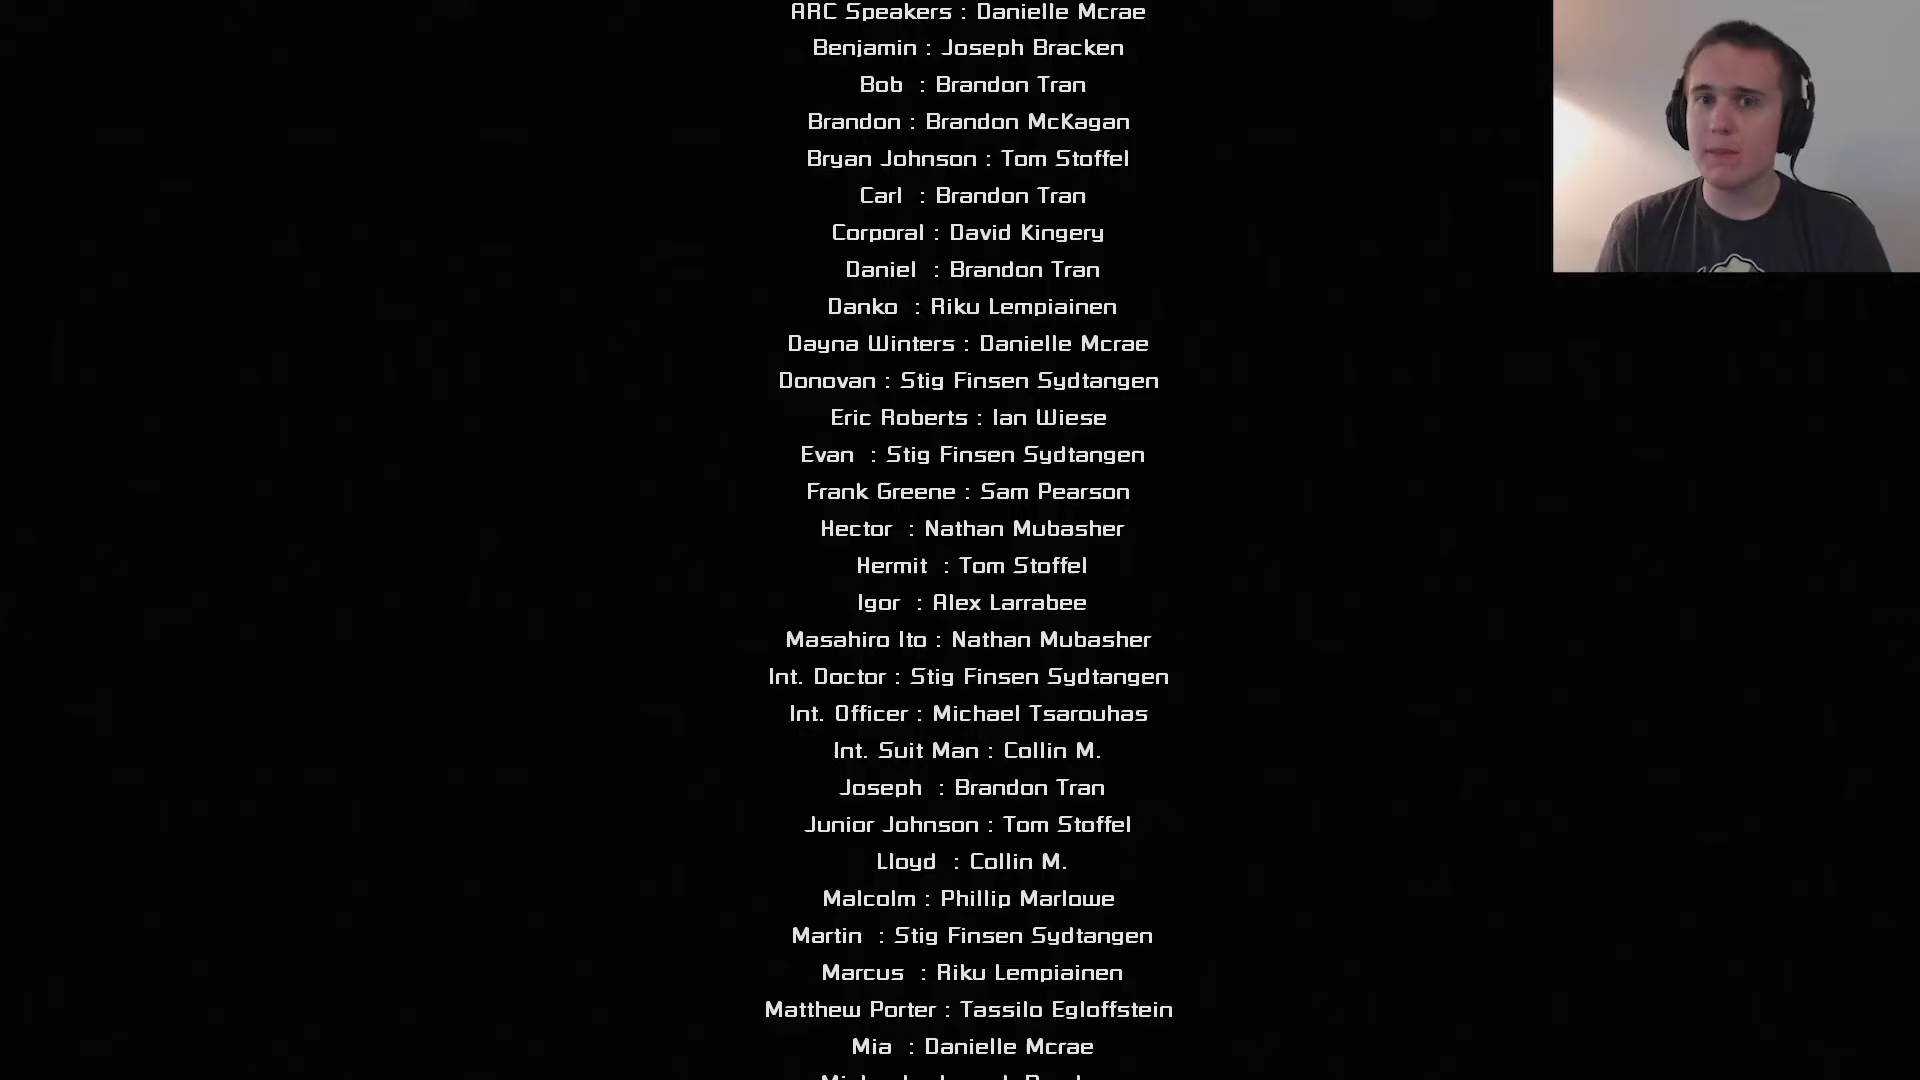 ARC Speakers : Danielle Mcrae
Benjamin : Joseph Bracken
Bob : Brandon Tran
Brandon : Brandon McKagan
Bryan Johnson : Tom Stoffel
Carl : Brandon Tran
Corporal : David Kingery
Daniel : Brandon Tran
Danko : Riku Lempiainen
Dayna Winters : Danielle Mcrae
Donovan : Stig Finsen Sydtangen
Eric Roberts : Ian Wiese
Evan : Stig Finsen Sydtangen
Frank Greene : Sam Pearson
Hector : Nathan Mubasher
Hermit : Tom Stoffel
Igor : Alex Larrabee
Masahiro Ito : Nathan Mubasher
Int. Doctor : Stig Finsen Sydtangen
Int. Officer : Michael Tsarouhas
Int. Suit Man : Collin M.
Joseph : Brandon Tran
Junior Johnson : Tom Stoffel
Lloyd : Collin M.
Malcolm : Phillip Marlowe
Martin : Stig Finsen Sydtangen
Marcus : Riku Lempiainen
Matthew Porter : Tassilo Egloffstein
Mia : Danielle Mcrae